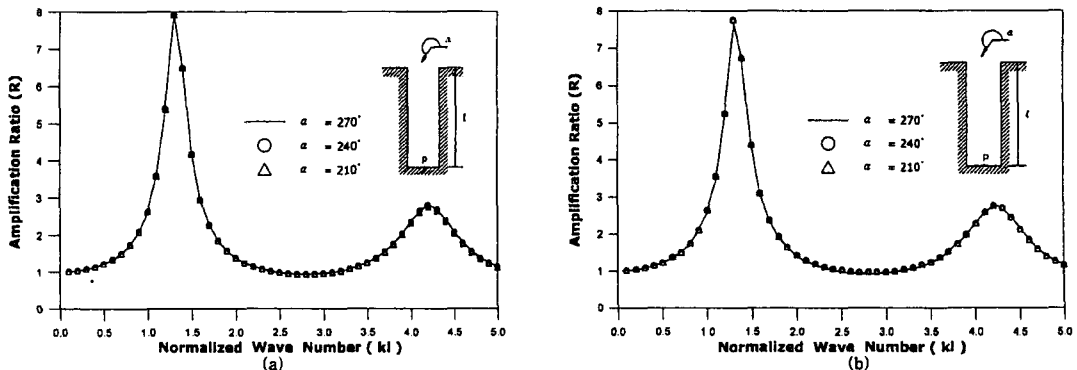 8
7
6
5
4
3
2
1
0
Amplification Ratio (R)
α = 270°
α = 240°
α = 210°
α
l
P
0.0 0.5 1.0 1.5 2.0 2.5 3.0 3.5 4.0 4.5 5.0
Normalized Wave Number ( kl )
(a)
8
7
6
5
4
3
2
1
0
Amplification Ratio (R)
α = 270°
α = 240°
α = 210°
α
l
P
0.0 0.5 1.0 1.5 2.0 2.5 3.0 3.5 4.0 4.5 5.0
Normalized Wave Number ( kl )
(b)